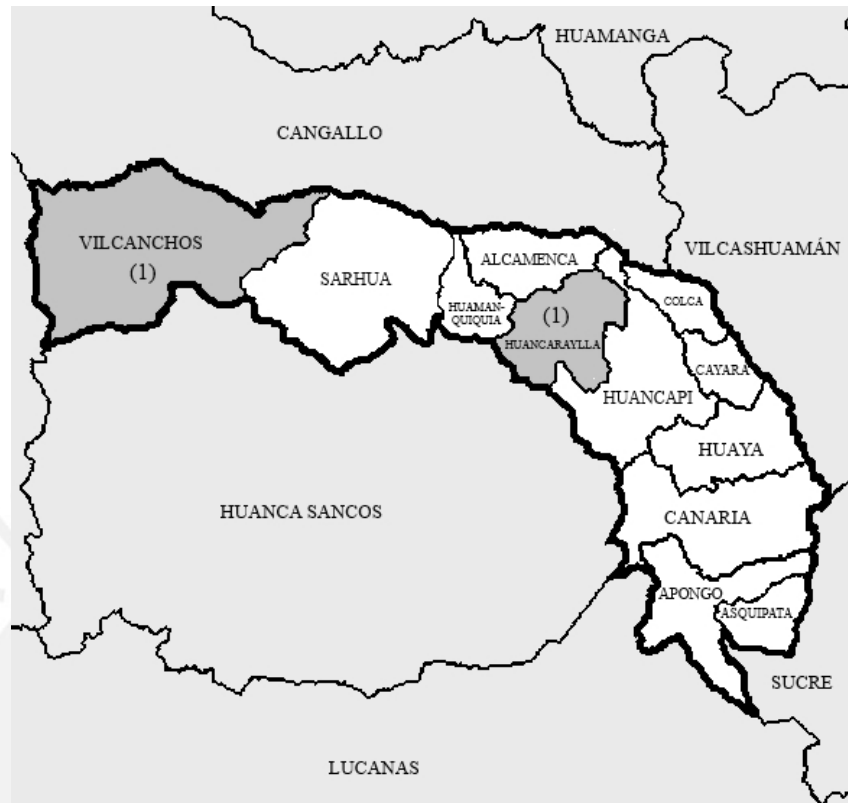 HUAMANGA
CANGALLO
VILCANCHOS
(1)
VILCASHUAMÁN
ALCAMENCA
SARHUA
COLCA
HUAMAN-
QUIQUIA
(1)
HUANCARAYLLA
CAYARA
HUANCAPI
HUAYA
HUANCA SANCOS
CANARIA
APONGO
ASQUIPATA
SUCRE
LUCANAS